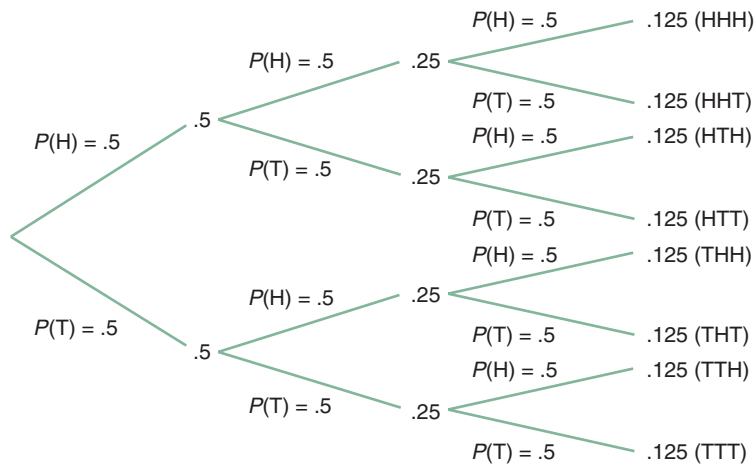 P(H) = .5 .125 (HHH)
P(H) = .5 .25
P(T) = .5 .125 (HHT)
.5 P(H) = .5 .125 (HTH)
P(H) = .5
P(T) = .5 .25
P(T) = .5 .125 (HTT)
P(H) = .5 .125 (THH)
P(H) = .5 .25
P(T) = .5
P(T) = .5 .125 (THT)
.5
P(H) = .5 .125 (TTH)
P(T) = .5 .25
P(T) = .5 .125 (TTT)